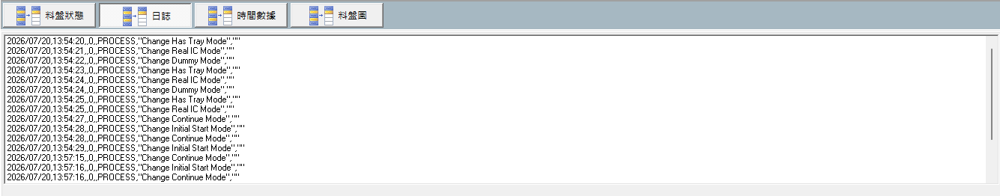 料盤狀態 日誌 時間數據 料盤圖
2026/07/20,13:54:20,,0,,PROCESS,"Change Has Tray Mode",""
2026/07/20,13:54:21,,0,,PROCESS,"Change Real IC Mode",""
2026/07/20,13:54:22,,0,,PROCESS,"Change Dummy Mode",""
2026/07/20,13:54:23,,0,,PROCESS,"Change Has Tray Mode",""
2026/07/20,13:54:24,,0,,PROCESS,"Change Real IC Mode",""
2026/07/20,13:54:24,,0,,PROCESS,"Change Dummy Mode",""
2026/07/20,13:54:25,,0,,PROCESS,"Change Has Tray Mode",""
2026/07/20,13:54:25,,0,,PROCESS,"Change Real IC Mode",""
2026/07/20,13:54:27,,0,,PROCESS,"Change Continue Mode",""
2026/07/20,13:54:28,,0,,PROCESS,"Change Initial Start Mode",""
2026/07/20,13:54:28,,0,,PROCESS,"Change Continue Mode",""
2026/07/20,13:54:29,,0,,PROCESS,"Change Initial Start Mode",""
2026/07/20,13:57:15,,0,,PROCESS,"Change Continue Mode",""
2026/07/20,13:57:16,,0,,PROCESS,"Change Initial Start Mode",""
2026/07/20,13:57:16,,0,,PROCESS,"Change Continue Mode",""